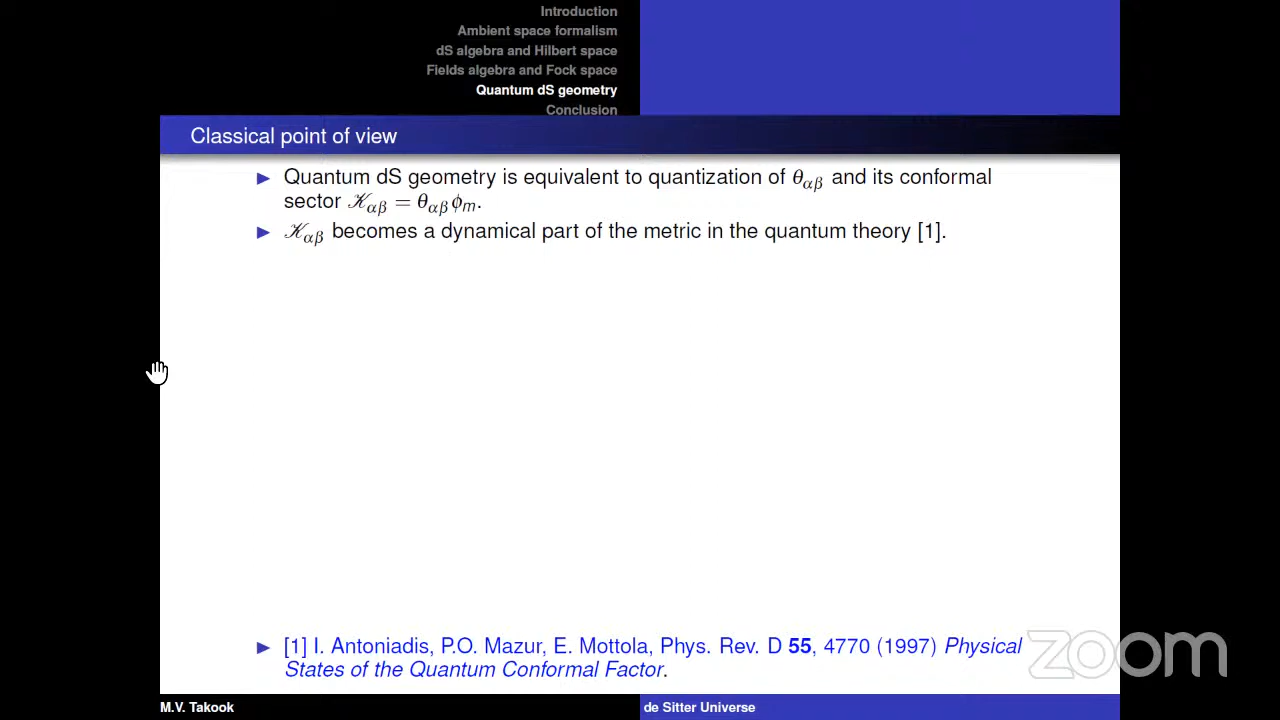 Introduction
Ambient space formalism
dS algebra and Hilbert space
Fields algebra and Fock space
Quantum dS geometry
Conclusion
Classical point of view
▶ Quantum dS geometry is equivalent to quantization of θ_{αβ} and its conformal
sector 𝒦_{αβ} = θ_{αβ}ϕ_m.
▶ 𝒦_{αβ} becomes a dynamical part of the metric in the quantum theory [1].
▶ [1] I. Antoniadis, P.O. Mazur, E. Mottola, Phys. Rev. D 55, 4770 (1997) Physical
States of the Quantum Conformal Factor.
zoom
M.V. Takook
de Sitter Universe